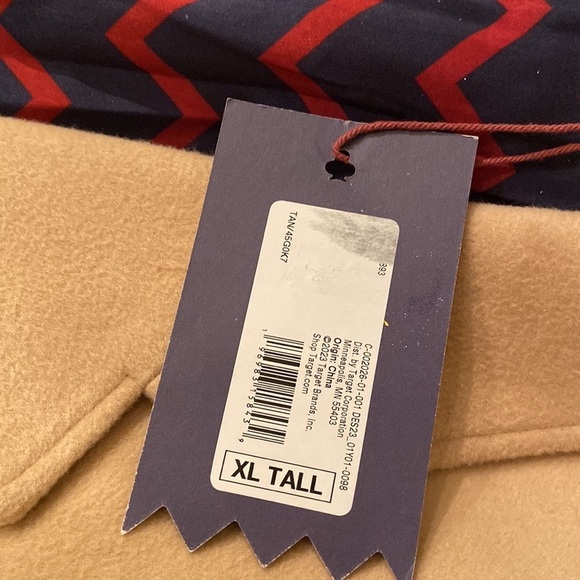 893
TAN/45G0K7
C-002026-01-001 DES23_01Y01-0098
Dist. by Target Corporation
Minneapolis, MN 55403
Origin: China
©2023 Target Brands, Inc.
Shop Target.com
XL TALL